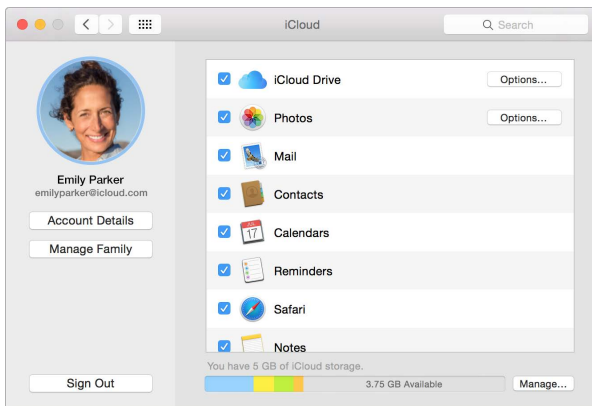 iCloud
Search
Emily Parker
emilyparker@icloud.com
Account Details
Manage Family
Sign Out
iCloud Drive
Options...
Photos
Options...
Mail
Contacts
17
Calendars
Reminders
Safari
Notes
You have 5 GB of iCloud storage.
3.75 GB Available
Manage...